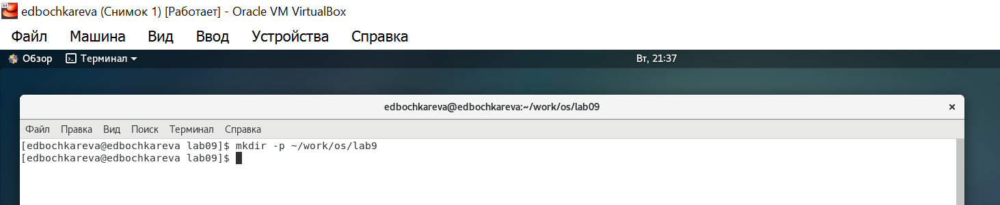 edbochkareva (Снимок 1) [Работает] - Oracle VM VirtualBox
Файл Машина Вид Ввод Устройства Справка
Обзор Терминал Вт, 21:37
edbochkareva@edbochkareva:~/work/os/lab09
Файл Правка Вид Поиск Терминал Справка
[edbochkareva@edbochkareva lab09]$ mkdir -p ~/work/os/lab9
[edbochkareva@edbochkareva lab09]$